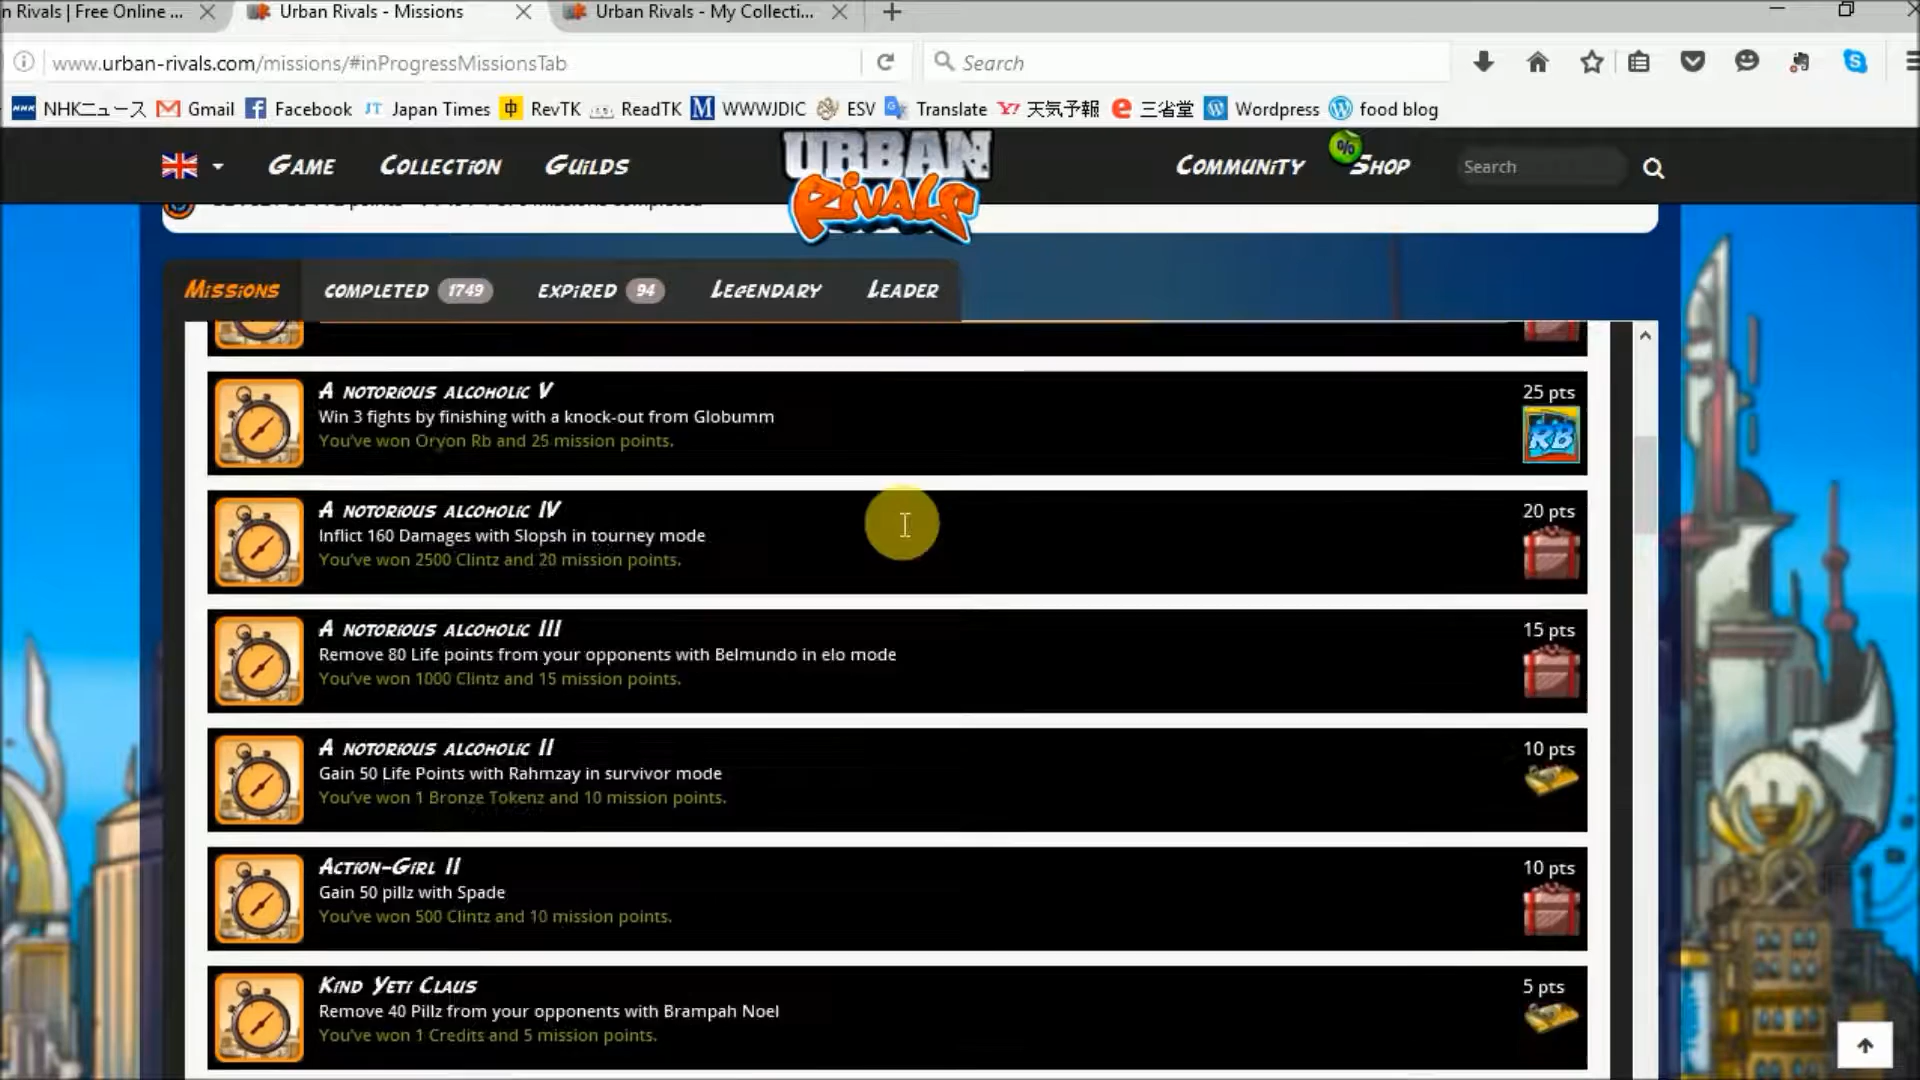 n Rivals | Free Online ...
Urban Rivals - Missions
Urban Rivals - My Collecti...
www.urban-rivals.com/missions/#inProgressMissionsTab
Search
NHKニュース
Gmail
Facebook
Japan Times
RevTK
ReadTK
WWWJDIC
ESV
Translate
天気予報
三省堂
Wordpress
food blog
GAME
COLLECTION
GUILDS
URBAN
RIVALS
COMMUNITY
%
SHOP
Search
MISSIONS
COMPLETED 1749
EXPIRED 94
LEGENDARY
LEADER
A NOTORIOUS ALCOHOLIC V
Win 3 fights by finishing with a knock-out from Globumm
You've won Oryon Rb and 25 mission points.
25 pts
RB
A NOTORIOUS ALCOHOLIC IV
Inflict 160 Damages with Slopsh in tourney mode
You've won 2500 Clintz and 20 mission points.
20 pts
A NOTORIOUS ALCOHOLIC III
Remove 80 Life points from your opponents with Belmundo in elo mode
You've won 1000 Clintz and 15 mission points.
15 pts
A NOTORIOUS ALCOHOLIC II
Gain 50 Life Points with Rahmzay in survivor mode
You've won 1 Bronze Tokenz and 10 mission points.
10 pts
ACTION-GIRL II
Gain 50 pillz with Spade
You've won 500 Clintz and 10 mission points.
10 pts
KIND YETI CLAUS
Remove 40 Pillz from your opponents with Brampah Noel
You've won 1 Credits and 5 mission points.
5 pts